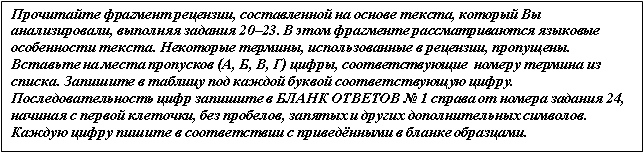 Прочитайте фрагмент рецензии, составленной на основе текста, который Вы
анализировали, выполняя задания 20–23. В этом фрагменте рассматриваются языковые
особенности текста. Некоторые термины, использованные в рецензии, пропущены.
Вставьте на места пропусков (А, Б, В, Г) цифры, соответствующие номеру термина из
списка. Запишите в таблицу под каждой буквой соответствующую цифру.
Последовательность цифр запишите в БЛАНК ОТВЕТОВ № 1 справа от номера задания 24,
начиная с первой клеточки, без пробелов, запятых и других дополнительных символов.
Каждую цифру пишите в соответствии с приведёнными в бланке образцами.